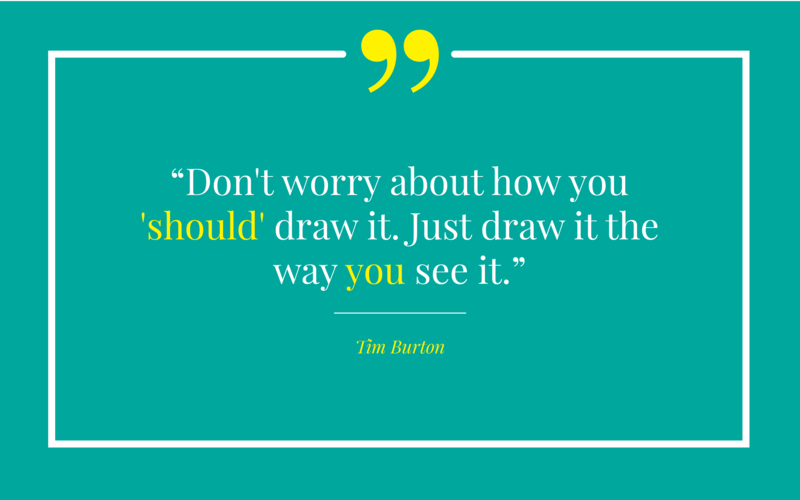 ”
“Don't worry about how you
'should' draw it. Just draw it the
way you see it.”
Tim Burton